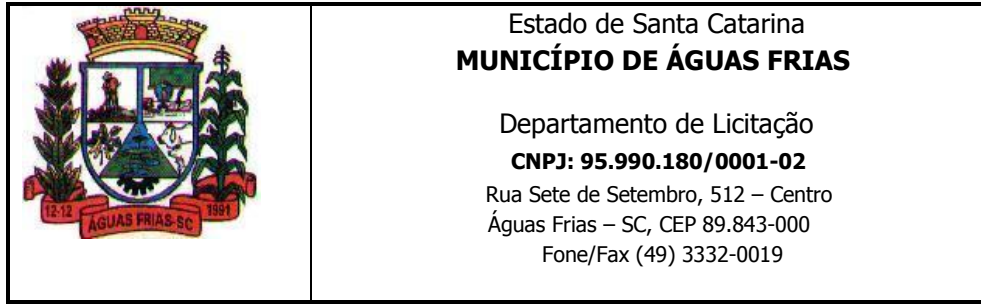 Estado de Santa Catarina
MUNICÍPIO DE ÁGUAS FRIAS
Departamento de Licitação
CNPJ: 95.990.180/0001-02
Rua Sete de Setembro, 512 – Centro
Águas Frias – SC, CEP 89.843-000
Fone/Fax (49) 3332-0019
12-12
ÁGUAS FRIAS-SC
1991